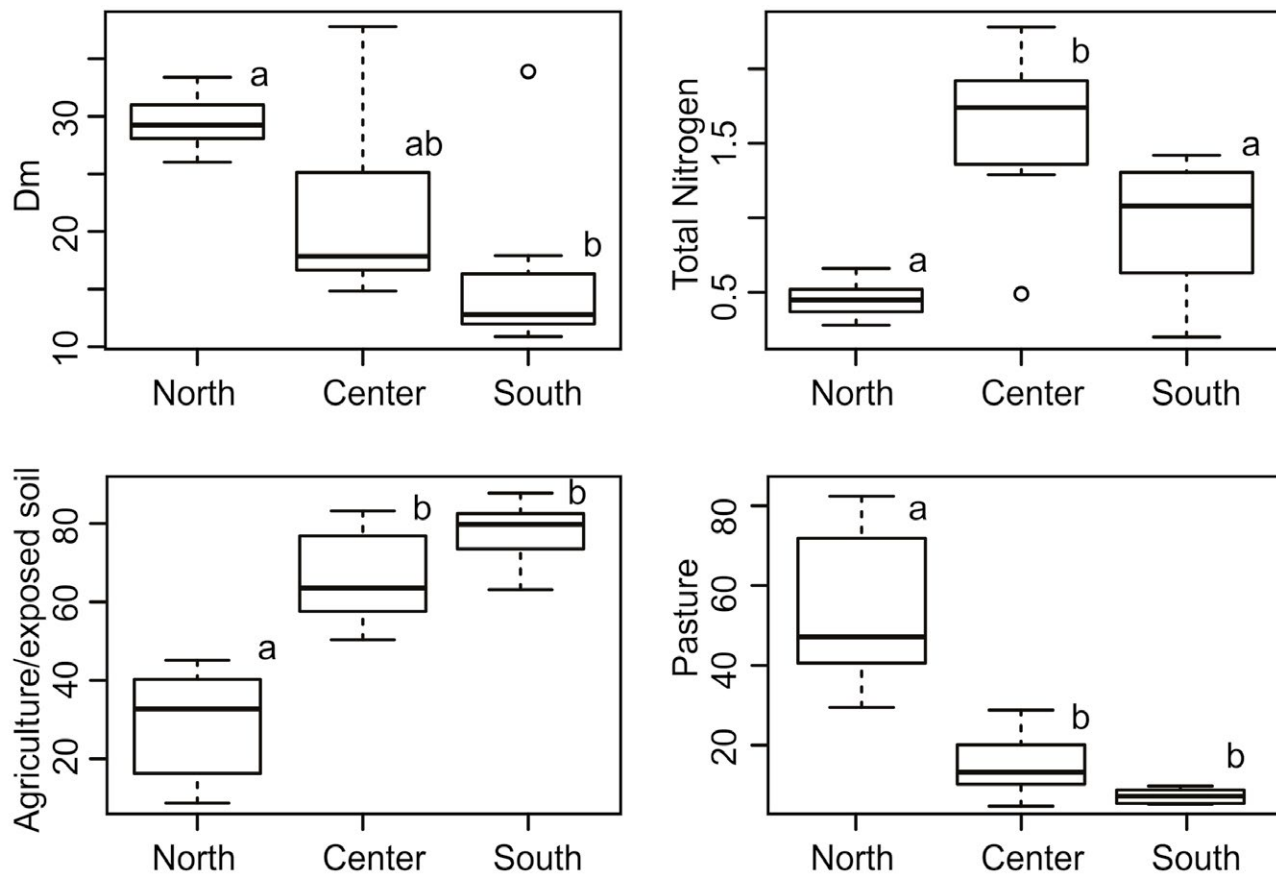 Dm
30
20
10
a
ab
b
North Center South
Total Nitrogen
1.5
0.5
a
b
a
North Center South
Agriculture/exposed soil
80
60
40
20
a
b
b
North Center South
Pasture
80
60
40
20
a
b
b
North Center South